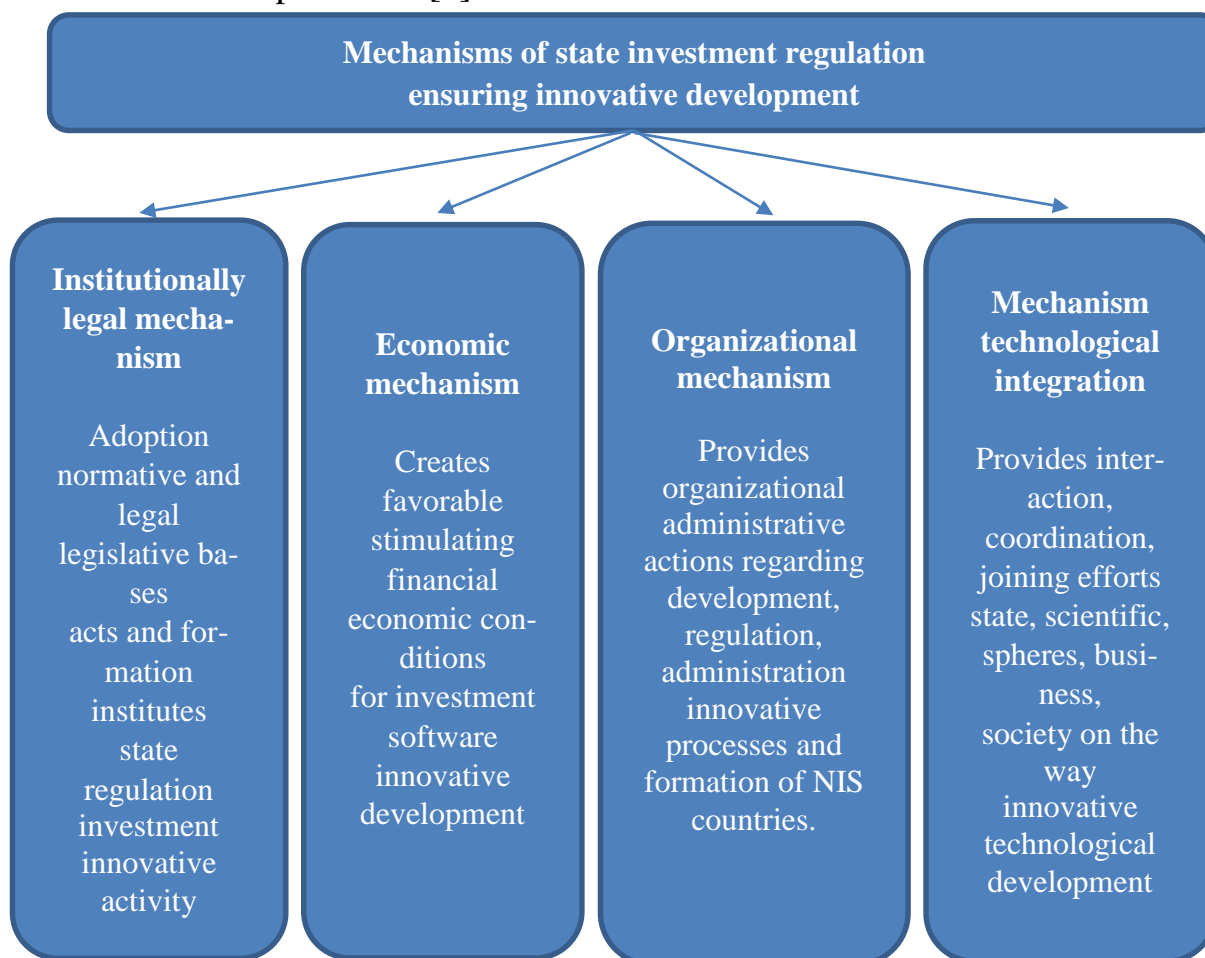 Mechanisms of state investment regulation
ensuring innovative development
Institutionally
legal mecha-
nism
Adoption
normative and
legal
legislative ba-
ses
acts and for-
mation
institutes
state
regulation
investment
innovative
activity
Economic
mechanism
Creates
favorable
stimulating
financial
economic con-
ditions
for investment
software
innovative
development
Organizational
mechanism
Provides
organizational
administrative
actions regarding
development,
regulation,
administration
innovative
processes and
formation of NIS
countries.
Mechanism
technological
integration
Provides inter-
action,
coordination,
joining efforts
state, scientific,
spheres, busi-
ness,
society on the
way
innovative
technological
development